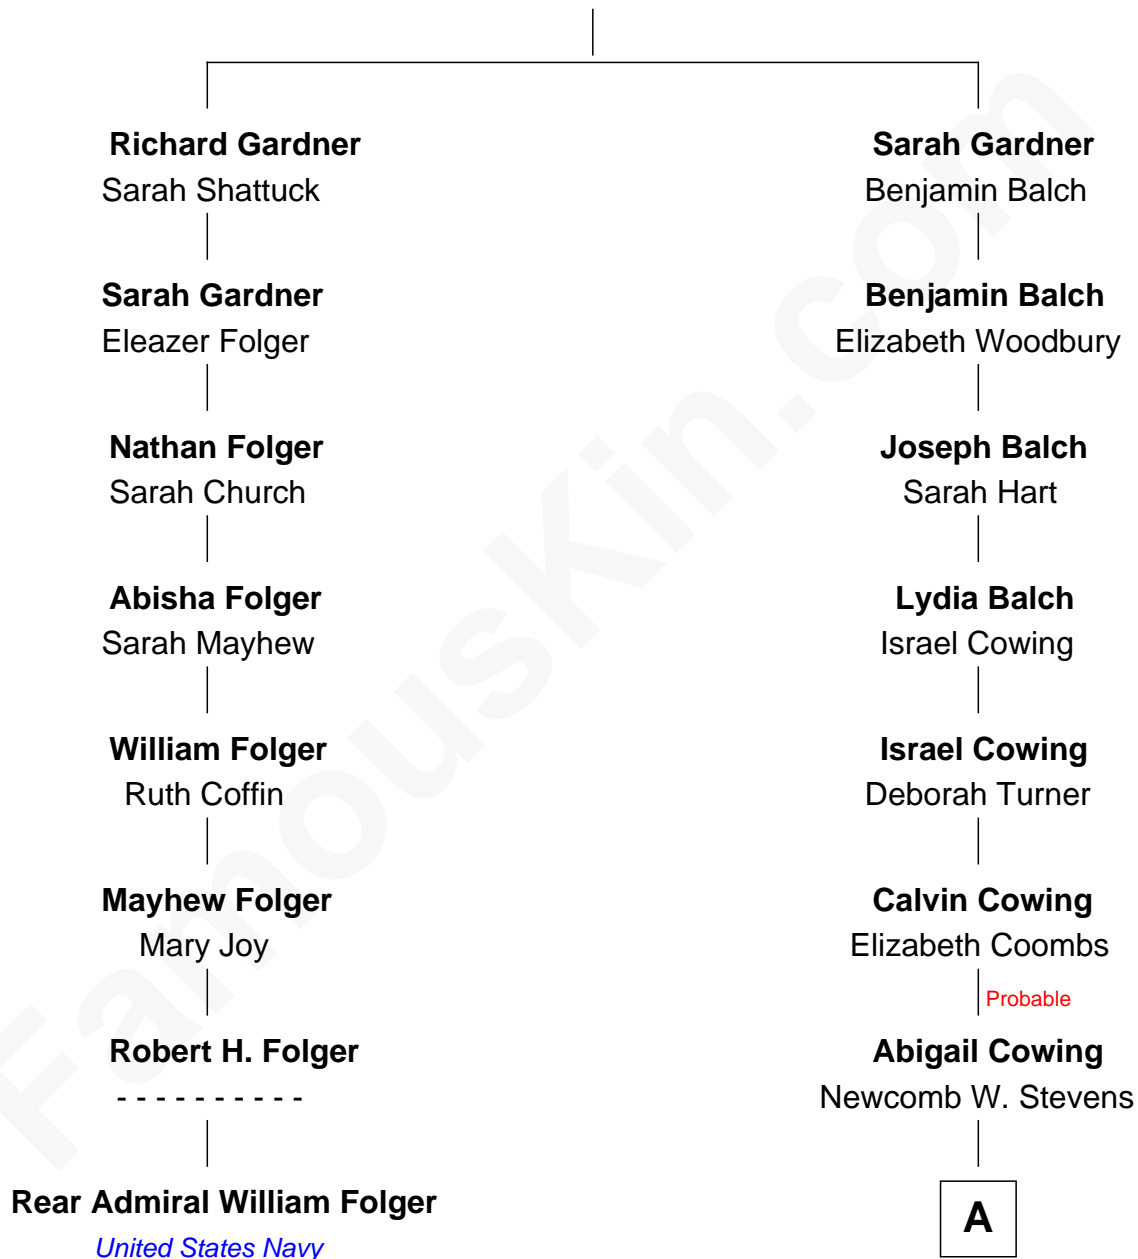 Richard Gardner
Sarah Shattuck
Sarah Gardner
Eleazer Folger
Nathan Folger
Sarah Church
Abisha Folger
Sarah Mayhew
William Folger
Ruth Coffin
Mayhew Folger
Mary Joy
Robert H. Folger
- - - - - - - - - -
Rear Admiral William Folger
United States Navy
Sarah Gardner
Benjamin Balch
Benjamin Balch
Elizabeth Woodbury
Joseph Balch
Sarah Hart
Lydia Balch
Israel Cowing
Israel Cowing
Deborah Turner
Calvin Cowing
Elizabeth Coombs
Probable
Abigail Cowing
Newcomb W. Stevens
A
FamousKin.com